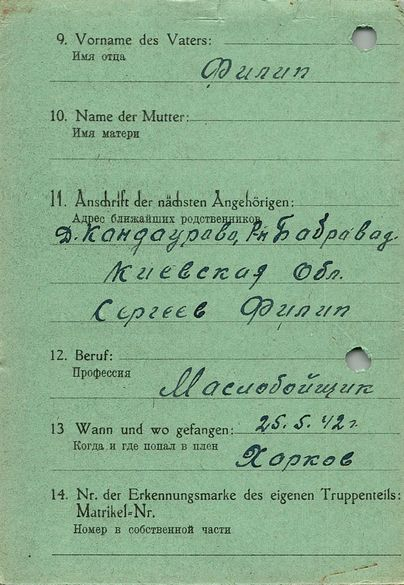 9. Vorname des Vaters:
Имя отца
Филип
10. Name der Mutter:
Имя матери
11. Anschrift der nächsten Angehörigen:
Адрес ближайших родственников
д. Кандаурово, Р-н Бабравад.
Киевская Обл.
Сергеев Филип
12. Beruf:
Профессия
Маслобойщик
13 Wann und wo gefangen: 25. 5. 42 г.
Когда и где попал в плен
Харков
14. Nr. der Erkennungsmarke des eigenen Truppenteils:
Matrikel-Nr.
Номер в собственной части